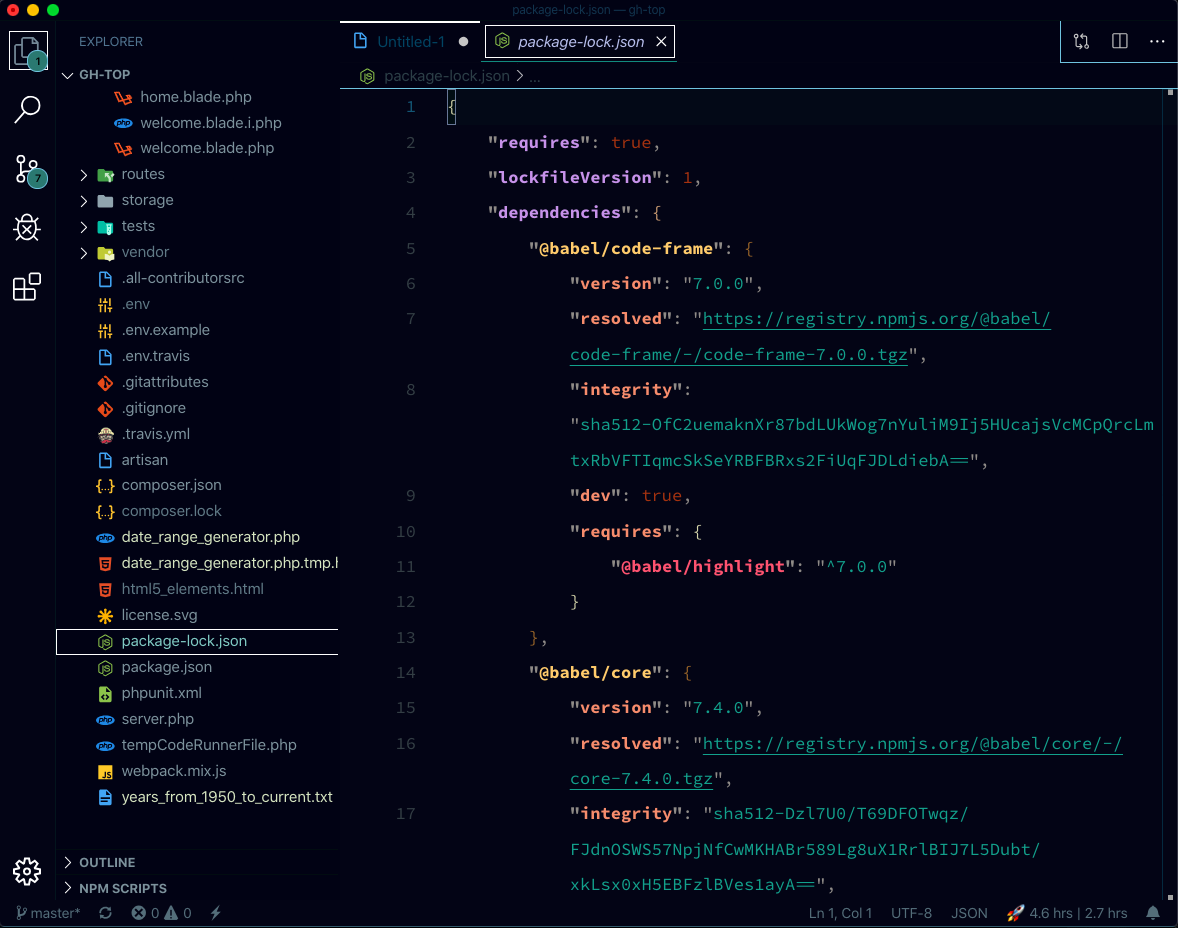 package-lock.json — gh-top
EXPLORER
Untitled-1
package-lock.json
1
GH-TOP
package-lock.json > ...
home.blade.php
welcome.blade.i.php
welcome.blade.php
routes
storage
tests
vendor
.all-contributorsrc
.env
.env.example
.env.travis
.gitattributes
.gitignore
.travis.yml
artisan
composer.json
composer.lock
date_range_generator.php
date_range_generator.php.tmp.h
html5_elements.html
license.svg
package-lock.json
package.json
phpunit.xml
server.php
tempCodeRunnerFile.php
webpack.mix.js
years_from_1950_to_current.txt
OUTLINE
NPM SCRIPTS
7
1 {
2 "requires": true,
3 "lockfileVersion": 1,
4 "dependencies": {
5 "@babel/code-frame": {
6 "version": "7.0.0",
7 "resolved": "https://registry.npmjs.org/@babel/
code-frame/-/code-frame-7.0.0.tgz",
8 "integrity":
"sha512-OfC2uemaknXr87bdLUkWog7nYuliM9Ij5HUcajsVcMCpQrcLm
txRbVFTIqmcSkSeYRBFBRxs2FiUqFJDLdiebA==",
9 "dev": true,
10 "requires": {
11 "@babel/highlight": "^7.0.0"
12 }
13 },
14 "@babel/core": {
15 "version": "7.4.0",
16 "resolved": "https://registry.npmjs.org/@babel/core/-/
core-7.4.0.tgz",
17 "integrity": "sha512-Dzl7U0/T69DFOTwqz/
FJdnOSWS57NpjNfCwMKHABr589Lg8uX1RrlBIJ7L5Dubt/
xkLsx0xH5EBFzlBVes1ayA==",
master* 0 0
Ln 1, Col 1 UTF-8 JSON 4.6 hrs | 2.7 hrs